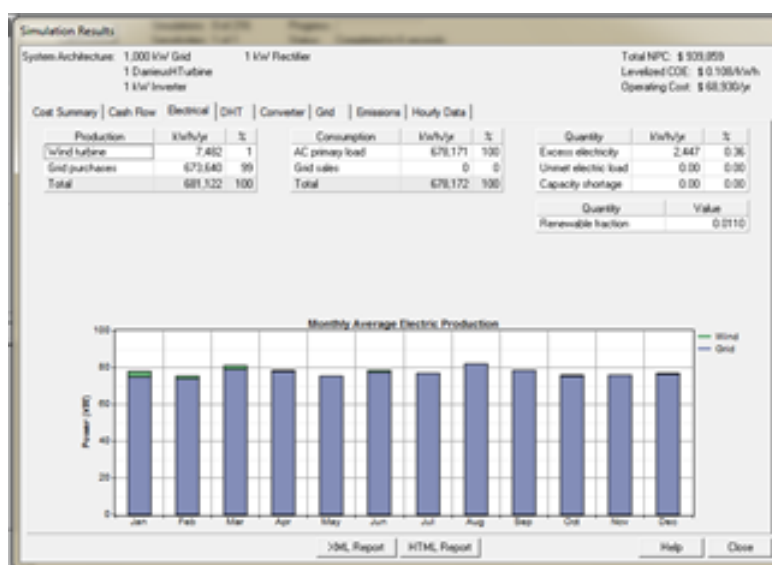 Simulation Results
System Architecture: 1,000 kW Grid 1 kW Rectifier
1 DarrieusHTurbine
1 kW Inverter
Total NPC: $ 939,859
Levelized COE: $ 0.108/kWh
Operating Cost: $ 68,930/yr
Cost Summary Cash Flow Electrical DHT Converter Grid Emissions Hourly Data
Production kWh/yr %
Wind turbine 7,482 1
Grid purchases 673,640 99
Total 681,122 100
Consumption kWh/yr %
AC primary load 678,171 100
Grid sales 0 0
Total 678,172 100
Quantity kWh/yr %
Excess electricity 2,447 0.36
Unmet electric load 0.00 0.00
Capacity shortage 0.00 0.00
Quantity Value
Renewable fraction 0.0110
Monthly Average Electric Production
Wind
Grid
Power (kW)
100
80
60
40
20
0
Jan Feb Mar Apr May Jun Jul Aug Sep Oct Nov Dec
XML Report HTML Report Help Close